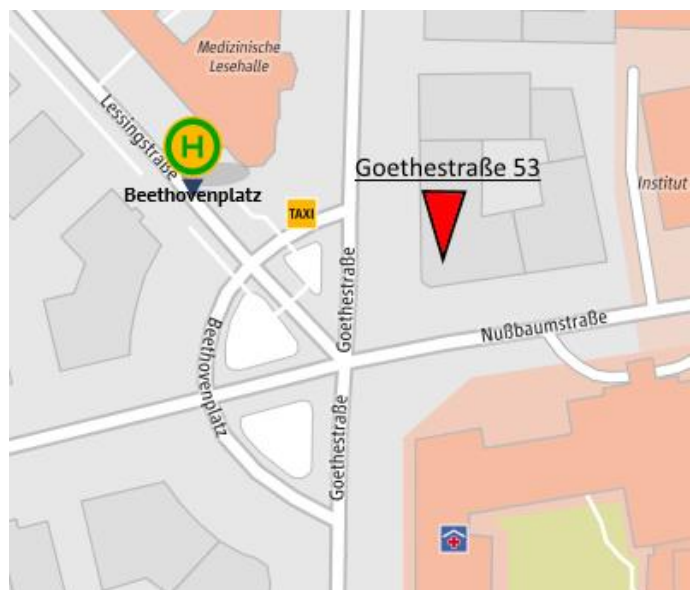 Medizinische
Lesehalle
Lessingstraße
H
Beethovenplatz
TAXI
Goethestraße 53
Institut
Goethestraße
Nußbaumstraße
Beethovenplatz
Goethestraße